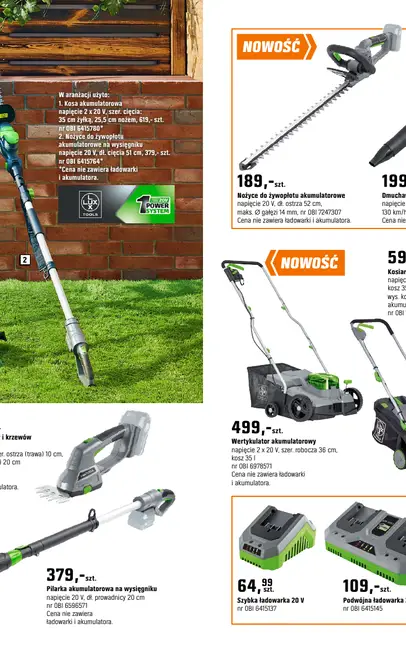 W aranżacji użyto:
1. Kosa akumulatorowa
napięcie 2 x 20 V, szer. cięcia:
35 cm żyłką, 25,5 cm nożem, 619,- szt.
nr OBI 6415780*
2. Nożyce do żywopłotu
akumulatorowe na wysięgniku
napięcie 20 V, dł. cięcia 51 cm, 379,- szt.
nr OBI 6415764*
*Cena nie zawiera ładowarki
i akumulatora.
LUX
TOOLS
1 POWER
SYSTEM
2
NOWOŚĆ
189,-szt.
Nożyce do żywopłotu akumulatorowe
napięcie 20 V, dł. ostrza 52 cm,
maks. Ø gałęzi 14 mm, nr OBI 7247307
Cena nie zawiera ładowarki i akumulatora.
199
Dmucha
napięcie
130 km/h
Cena nie
NOWOŚĆ
499,-szt.
Wertykulator akumulatorowy
napięcie 2 x 20 V, szer. robocza 36 cm,
kosz 35 l
nr OBI 6978571
Cena nie zawiera ładowarki
i akumulatora.
59
Kosiar
napięc
kosz 35
wys. ko
akumu
nr OBI
i krzewów
er. ostrza (trawa) 10 cm,
20 cm
ulatora.
379,-szt.
Pilarka akumulatorowa na wysięgniku
napięcie 20 V, dł. prowadnicy 20 cm
nr OBI 6596571
Cena nie zawiera
ładowarki i akumulatora.
64,99 szt.
Szybka ładowarka 20 V
nr OBI 6415137
109,-szt.
Podwójna ładowarka
nr OBI 6415145